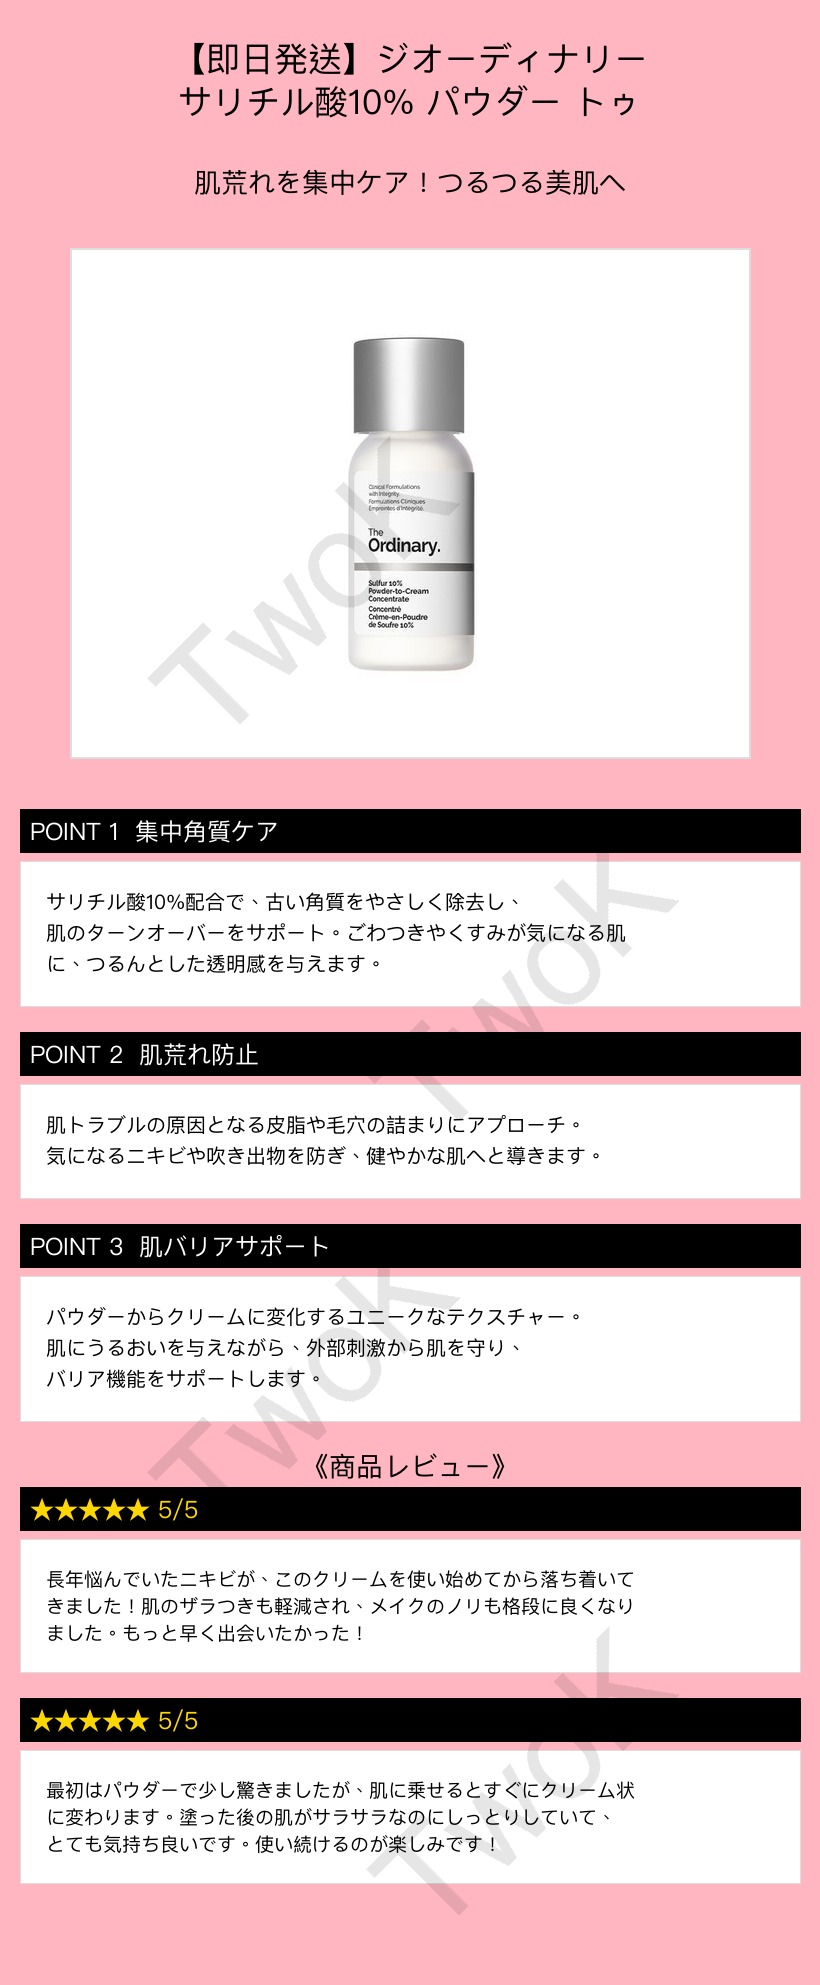 【即日発送】ジオーディナリー
サリチル酸10% パウダー トゥ
肌荒れを集中ケア！つるつる美肌へ
Clinical Formulations
with Integrity.
Formulations Cliniques
Empreintes d'Intégrité.
The
Ordinary.
Sulfur 10%
Powder-to-Cream
Concentrate
Concentré
Crème-en-Poudre
de Soufre 10%
TwoK
POINT 1 集中角質ケア
サリチル酸10%配合で、古い角質をやさしく除去し、
肌のターンオーバーをサポート。ごわつきやくすみが気になる肌
に、つるんとした透明感を与えます。
TwoK
POINT 2 肌荒れ防止
肌トラブルの原因となる皮脂や毛穴の詰まりにアプローチ。
気になるニキビや吹き出物を防ぎ、健やかな肌へと導きます。
POINT 3 肌バリアサポート
パウダーからクリームに変化するユニークなテクスチャー。
肌にうるおいを与えながら、外部刺激から肌を守り、
バリア機能をサポートします。
TwoK
《商品レビュー》
★★★★★ 5/5
長年悩んでいたニキビが、このクリームを使い始めてから落ち着いて
きました！肌のザラつきも軽減され、メイクのノリも格段に良くなり
ました。もっと早く出会いたかった！
★★★★★ 5/5
最初はパウダーで少し驚きましたが、肌に乗せるとすぐにクリーム状
に変わります。塗った後の肌がサラサラなのにしっとりしていて、
とても気持ち良いです。使い続けるのが楽しみです！
TwoK